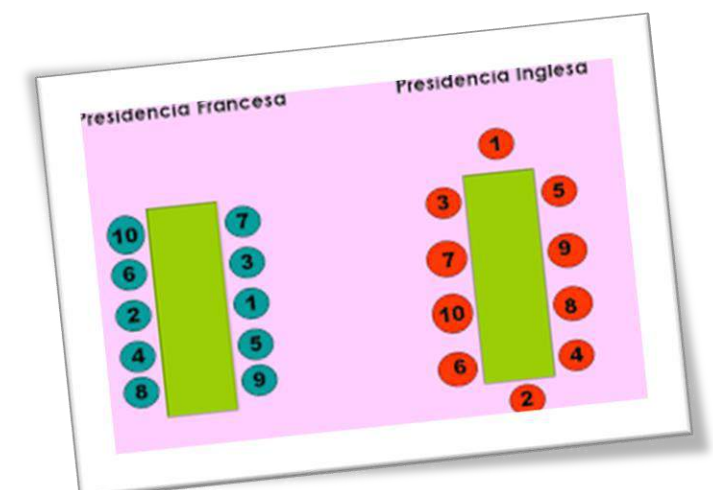 Presidencia Francesa
Presidencia Inglesa
1
10 7 3 5
6 3 7 9
2 1 10 8
4 5 6 4
8 9 2